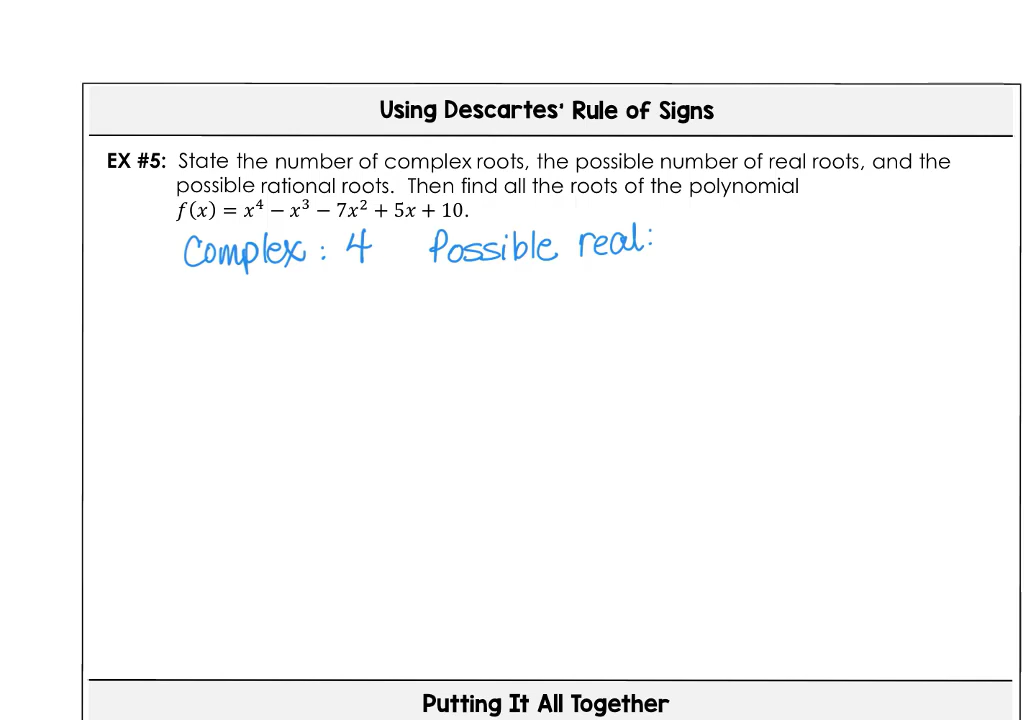 Using Descartes' Rule of Signs
EX #5: State the number of complex roots, the possible number of real roots, and the
possible rational roots. Then find all the roots of the polynomial
f(x) = x⁴ − x³ − 7x² + 5x + 10.
Complex: 4 Possible real:
Putting It All Together